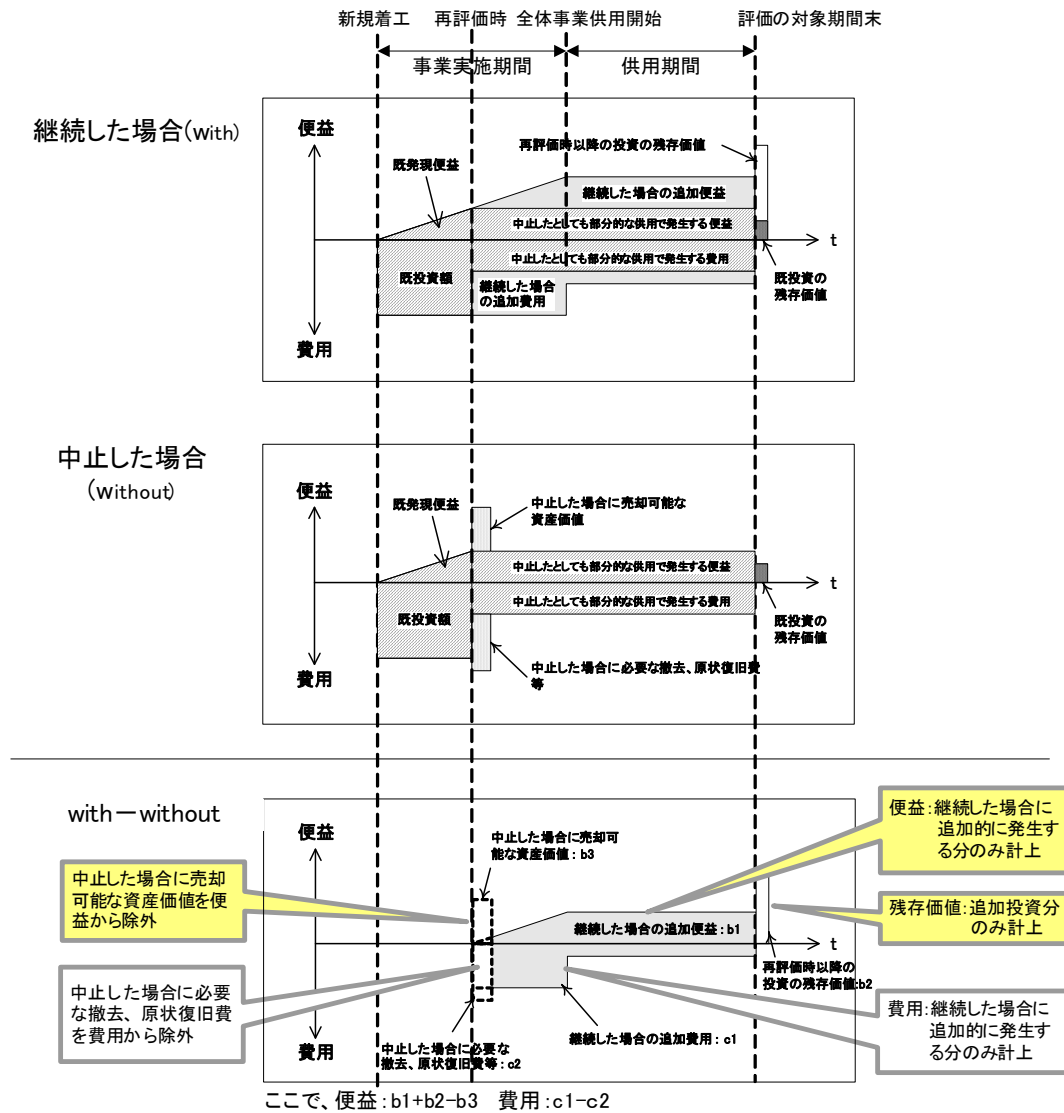 新規着工 再評価時 全体事業供用開始 評価の対象期間末
事業実施期間 供用期間
継続した場合(with)
便益
再評価時以降の投資の残存価値
既発現便益
継続した場合の追加便益
中止したとしても部分的な供用で発生する便益
t
中止したとしても部分的な供用で発生する費用
既投資額
継続した場合
の追加費用
既投資の
残存価値
費用
中止した場合
(without)
便益
既発現便益
中止した場合に売却可能な
資産価値
中止したとしても部分的な供用で発生する便益
t
中止したとしても部分的な供用で発生する費用
既投資額
既投資の
残存価値
中止した場合に必要な撤去、原状復旧費
等
費用
with－without
便益
中止した場合に売却可
能な資産価値:b3
便益:継続した場合に
追加的に発生す
る分のみ計上
中止した場合に売却
可能な資産価値を便
益から除外
残存価値:追加投資分
のみ計上
継続した場合の追加便益:b1
t
再評価時以降の
投資の残存価値:b2
中止した場合に必要
な撤去、原状復旧費
を費用から除外
費用:継続した場合に
追加的に発生す
る分のみ計上
継続した場合の追加費用:c1
中止した場合に必要な
撤去、原状復旧費等:c2
費用
ここで、便益:b1+b2-b3 費用:c1-c2